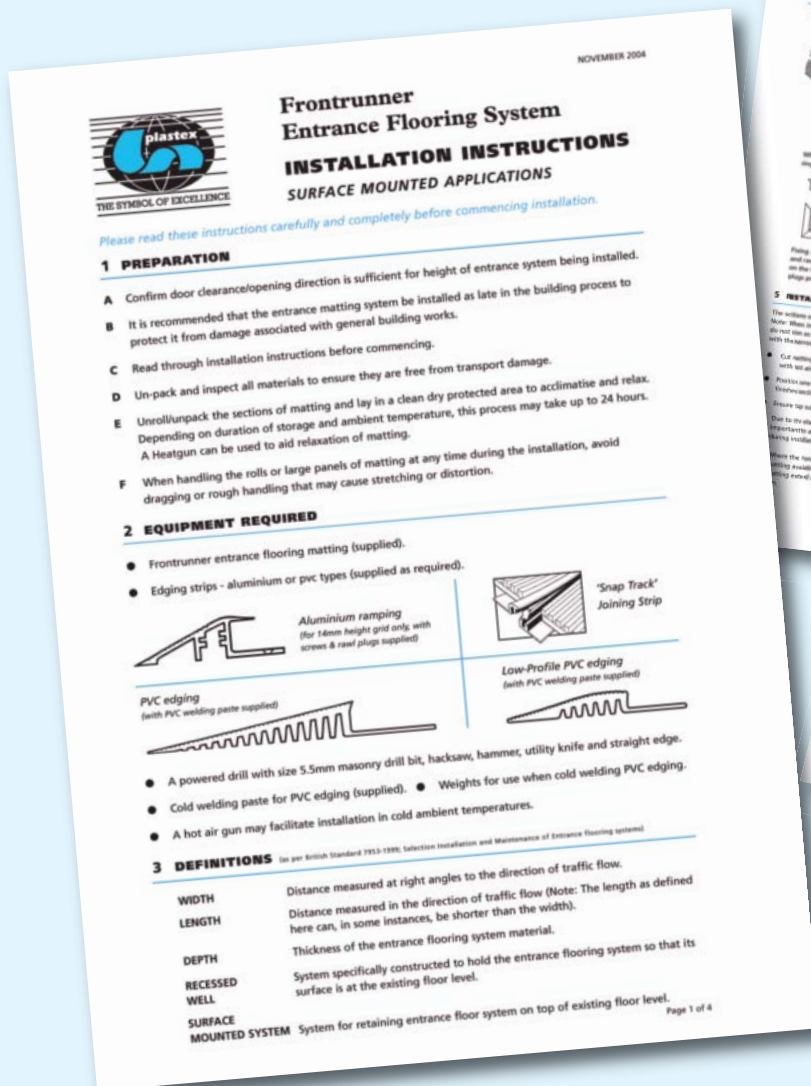 NOVEMBER 2004
plastex
THE SYMBOL OF EXCELLENCE
Frontrunner
Entrance Flooring System
INSTALLATION INSTRUCTIONS
SURFACE MOUNTED APPLICATIONS
Please read these instructions carefully and completely before commencing installation.
1 PREPARATION
A Confirm door clearance/opening direction is sufficient for height of entrance system being installed.
B It is recommended that the entrance matting system be installed as late in the building process to
protect it from damage associated with general building works.
C Read through installation instructions before commencing.
D Un-pack and inspect all materials to ensure they are free from transport damage.
E Unroll/unpack the sections of matting and lay in a clean dry protected area to acclimatise and relax.
Depending on duration of storage and ambient temperature, this process may take up to 24 hours.
A Heatgun can be used to aid relaxation of matting.
F When handling the rolls or large panels of matting at any time during the installation, avoid
dragging or rough handling that may cause stretching or distortion.
2 EQUIPMENT REQUIRED
● Frontrunner entrance flooring matting (supplied).
● Edging strips - aluminium or pvc types (supplied as required).
Aluminium ramping
(for 14mm height grid only, with
screws & rawl plugs supplied)
'Snap Track'
Joining Strip
PVC edging
(with PVC welding paste supplied)
Low-Profile PVC edging
(with PVC welding paste supplied)
● A powered drill with size 5.5mm masonry drill bit, hacksaw, hammer, utility knife and straight edge.
● Cold welding paste for PVC edging (supplied). ● Weights for use when cold welding PVC edging.
● A hot air gun may facilitate installation in cold ambient temperatures.
3 DEFINITIONS (as per British Standard 7953-1999; Selection Installation and Maintenance of Entrance flooring systems)
WIDTH Distance measured at right angles to the direction of traffic flow.
LENGTH Distance measured in the direction of traffic flow (Note: The length as defined
here can, in some instances, be shorter than the width).
DEPTH Thickness of the entrance flooring system material.
RECESSED System specifically constructed to hold the entrance flooring system so that its
WELL surface is at the existing floor level.
SURFACE
MOUNTED SYSTEM System for retaining entrance floor system on top of existing floor level.
Page 1 of 4